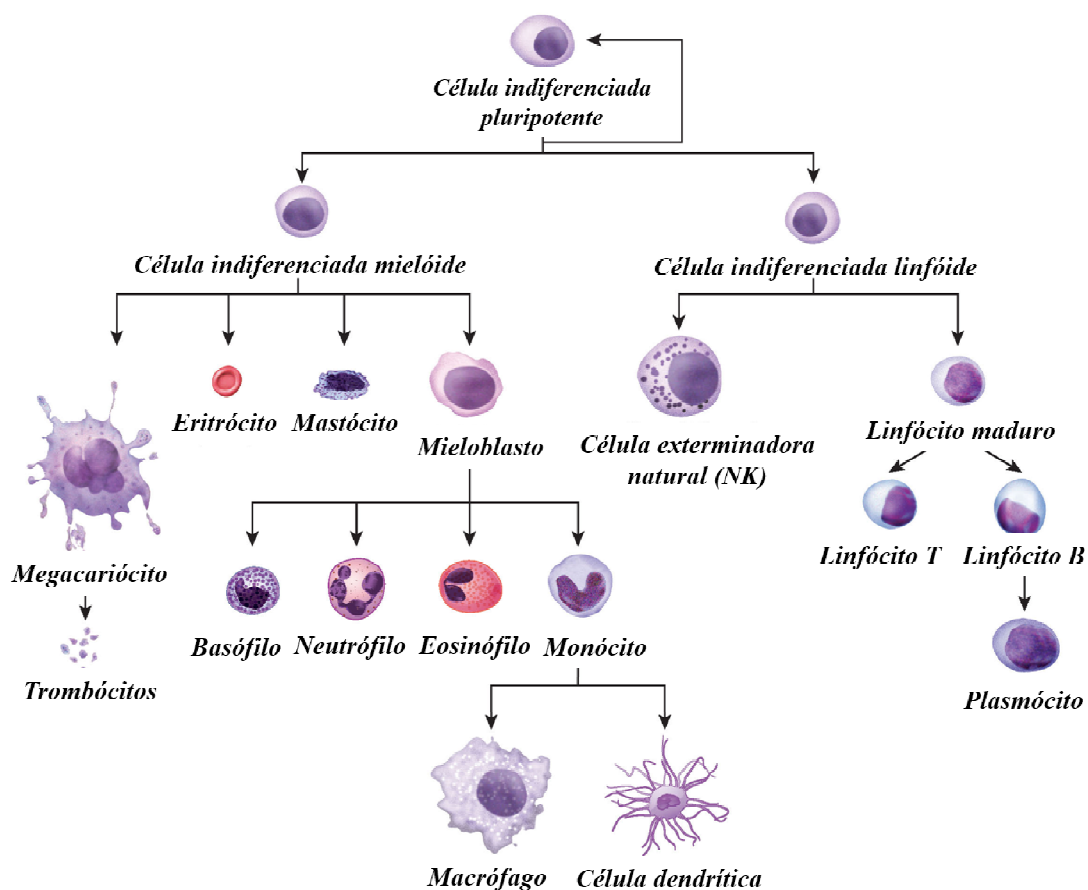 Célula indiferenciada
pluripotente
Célula indiferenciada mielóide
Célula indiferenciada linfóide
Eritrócito
Mastócito
Mieloblasto
Célula exterminadora
natural (NK)
Linfócito maduro
Megacariócito
Linfócito T
Linfócito B
Basófilo
Neutrófilo
Eosinófilo
Monócito
Trombócitos
Plasmócito
Macrófago
Célula dendrítica